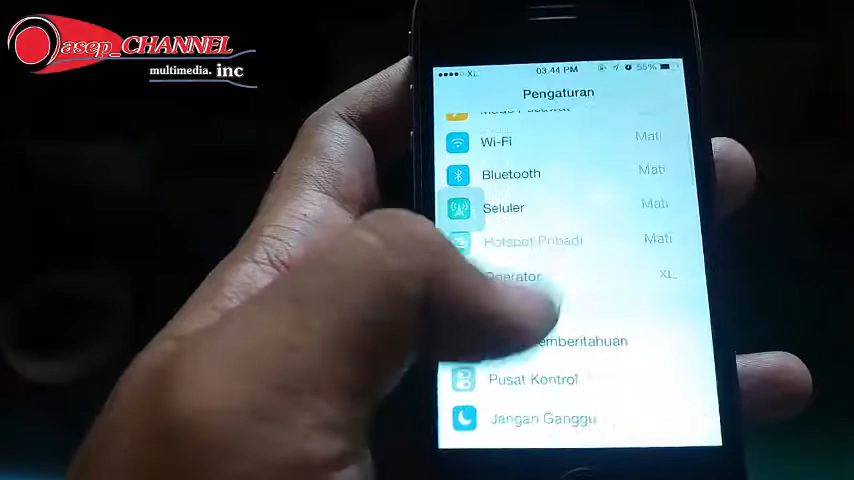 asep_CHANNEL
multimedia. inc
XL
03.44 PM
55%
Pengaturan
Wi-Fi Mati
Bluetooth Mati
Seluler Mati
Hotspot Pribadi Mati
Operator XL
Pusat Kontrol
Jangan Ganggu